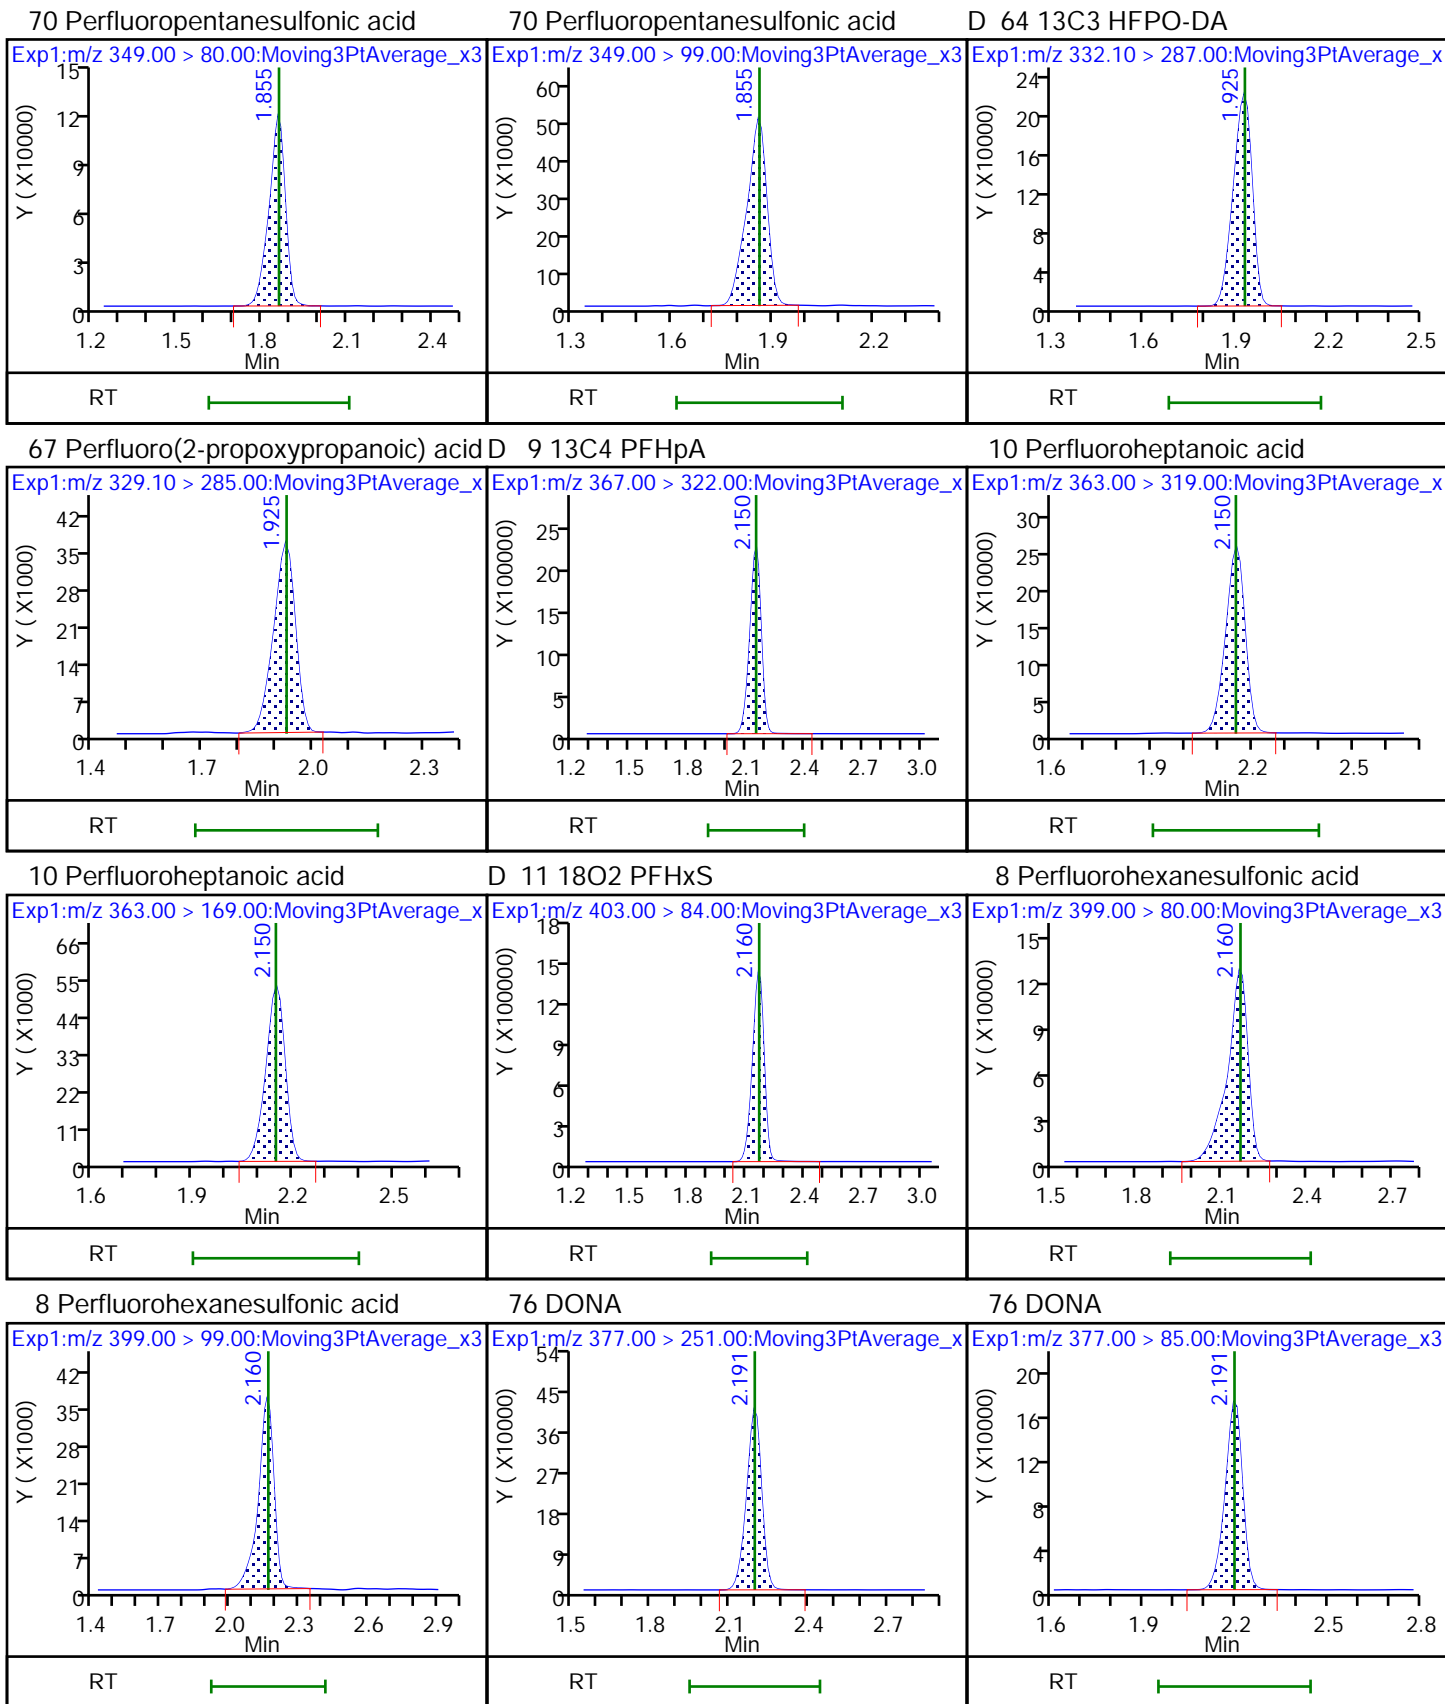 70 Perfluoropentanesulfonic acid
Exp1:m/z 349.00 > 80.00:Moving3PtAverage_x3
1.855
Y ( X10000)
15
12
9
6
3
0
1.2 1.5 1.8 2.1 2.4
Min
RT
70 Perfluoropentanesulfonic acid
Exp1:m/z 349.00 > 99.00:Moving3PtAverage_x3
1.855
Y ( X1000)
60
50
40
30
20
10
0
1.3 1.6 1.9 2.2
Min
RT
D 64 13C3 HFPO-DA
Exp1:m/z 332.10 > 287.00:Moving3PtAverage_x
1.925
Y ( X10000)
24
20
16
12
8
4
0
1.3 1.6 1.9 2.2 2.5
Min
RT
67 Perfluoro(2-propoxypropanoic) acid
Exp1:m/z 329.10 > 285.00:Moving3PtAverage_x
1.925
Y ( X1000)
42
35
28
21
14
7
0
1.4 1.7 2.0 2.3
Min
RT
D 9 13C4 PFHpA
Exp1:m/z 367.00 > 322.00:Moving3PtAverage_x
2.150
Y ( X100000)
25
20
15
10
5
0
1.2 1.5 1.8 2.1 2.4 2.7 3.0
Min
RT
10 Perfluoroheptanoic acid
Exp1:m/z 363.00 > 319.00:Moving3PtAverage_x
2.150
Y ( X10000)
30
25
20
15
10
5
0
1.6 1.9 2.2 2.5
Min
RT
10 Perfluoroheptanoic acid
Exp1:m/z 363.00 > 169.00:Moving3PtAverage_x
2.150
Y ( X1000)
66
55
44
33
22
11
0
1.6 1.9 2.2 2.5
Min
RT
D 11 18O2 PFHxS
Exp1:m/z 403.00 > 84.00:Moving3PtAverage_x3
2.160
Y ( X100000)
18
15
12
9
6
3
0
1.2 1.5 1.8 2.1 2.4 2.7 3.0
Min
RT
8 Perfluorohexanesulfonic acid
Exp1:m/z 399.00 > 80.00:Moving3PtAverage_x3
2.160
Y ( X10000)
15
12
9
6
3
0
1.5 1.8 2.1 2.4 2.7
Min
RT
8 Perfluorohexanesulfonic acid
Exp1:m/z 399.00 > 99.00:Moving3PtAverage_x3
2.160
Y ( X1000)
42
35
28
21
14
7
0
1.4 1.7 2.0 2.3 2.6 2.9
Min
RT
76 DONA
Exp1:m/z 377.00 > 251.00:Moving3PtAverage_x
2.191
Y ( X10000)
54
45
36
27
18
9
0
1.5 1.8 2.1 2.4 2.7
Min
RT
76 DONA
Exp1:m/z 377.00 > 85.00:Moving3PtAverage_x3
2.191
Y ( X10000)
20
16
12
8
4
0
1.6 1.9 2.2 2.5 2.8
Min
RT